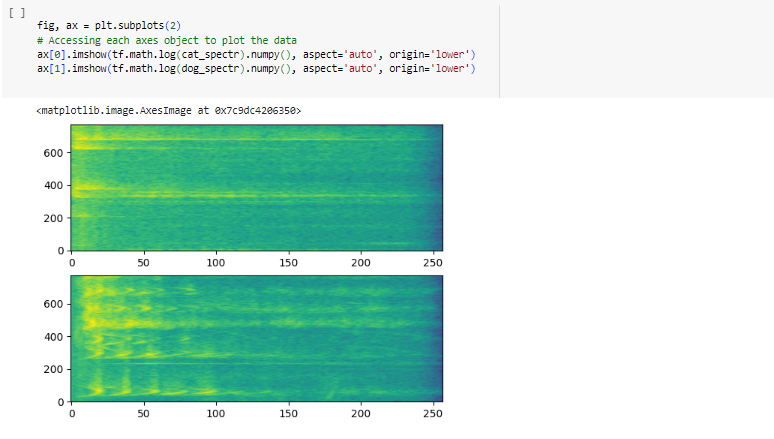 [ ]
fig, ax = plt.subplots(2)
# Accessing each axes object to plot the data
ax[0].imshow(tf.math.log(cat_spectr).numpy(), aspect='auto', origin='lower')
ax[1].imshow(tf.math.log(dog_spectr).numpy(), aspect='auto', origin='lower')
<matplotlib.image.AxesImage at 0x7c9dc4206350>
600
400
200
0
0 50 100 150 200 250
600
400
200
0
0 50 100 150 200 250